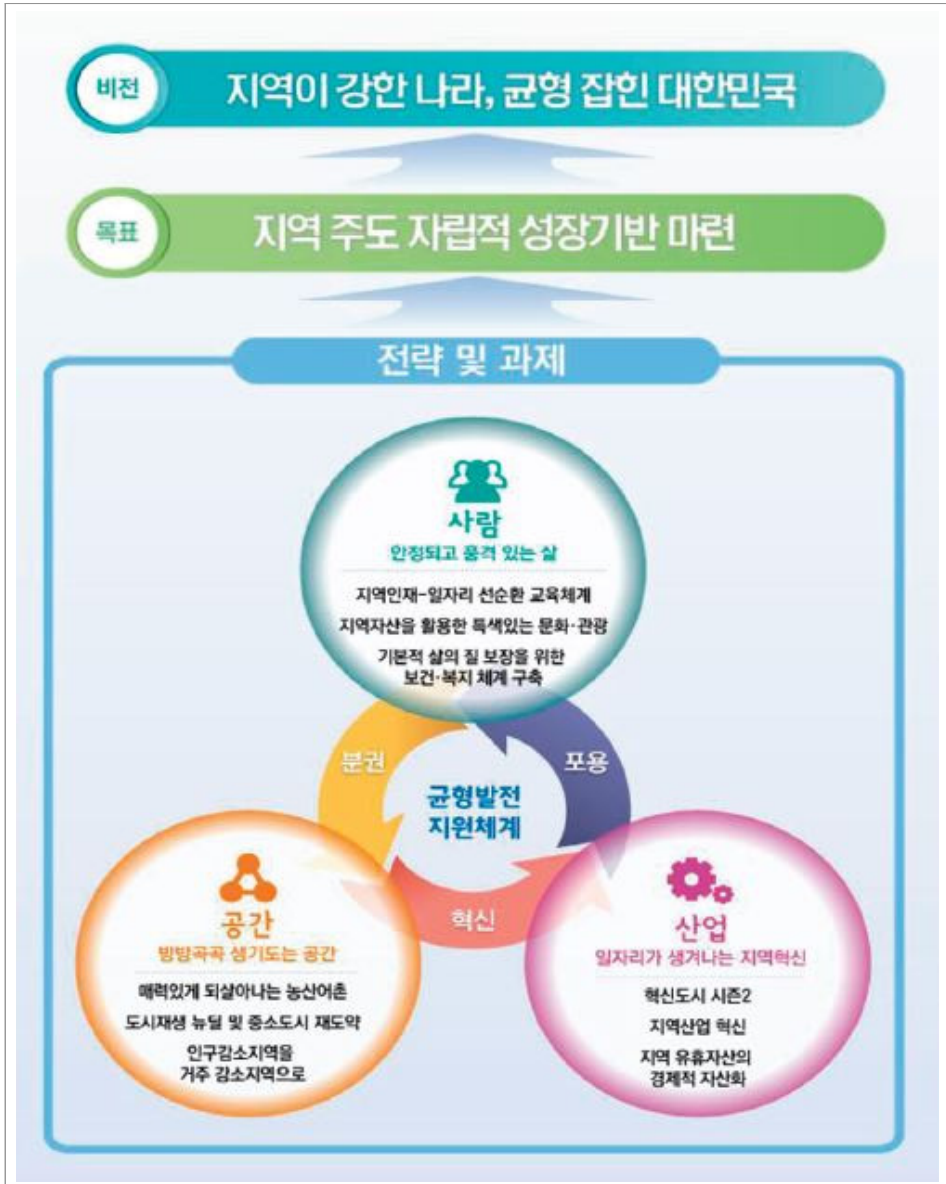 비전
지역이 강한 나라, 균형 잡힌 대한민국
목표
지역 주도 자립적 성장기반 마련
전략 및 과제
사람
안정되고 품격 있는 삶
지역인재-일자리 선순환 교육체계
지역자산을 활용한 특색있는 문화·관광
기본적 삶의 질 보장을 위한
보건·복지 체계 구축
분권
포용
균형발전
지원체계
혁신
공간
방방곡곡 생기도는 공간
매력있게 되살아나는 농산어촌
도시재생 뉴딜 및 중소도시 재도약
인구감소지역을
거주 감소지역으로
산업
일자리가 생겨나는 지역혁신
혁신도시 시즌2
지역산업 혁신
지역 유휴자산의
경제적 자산화